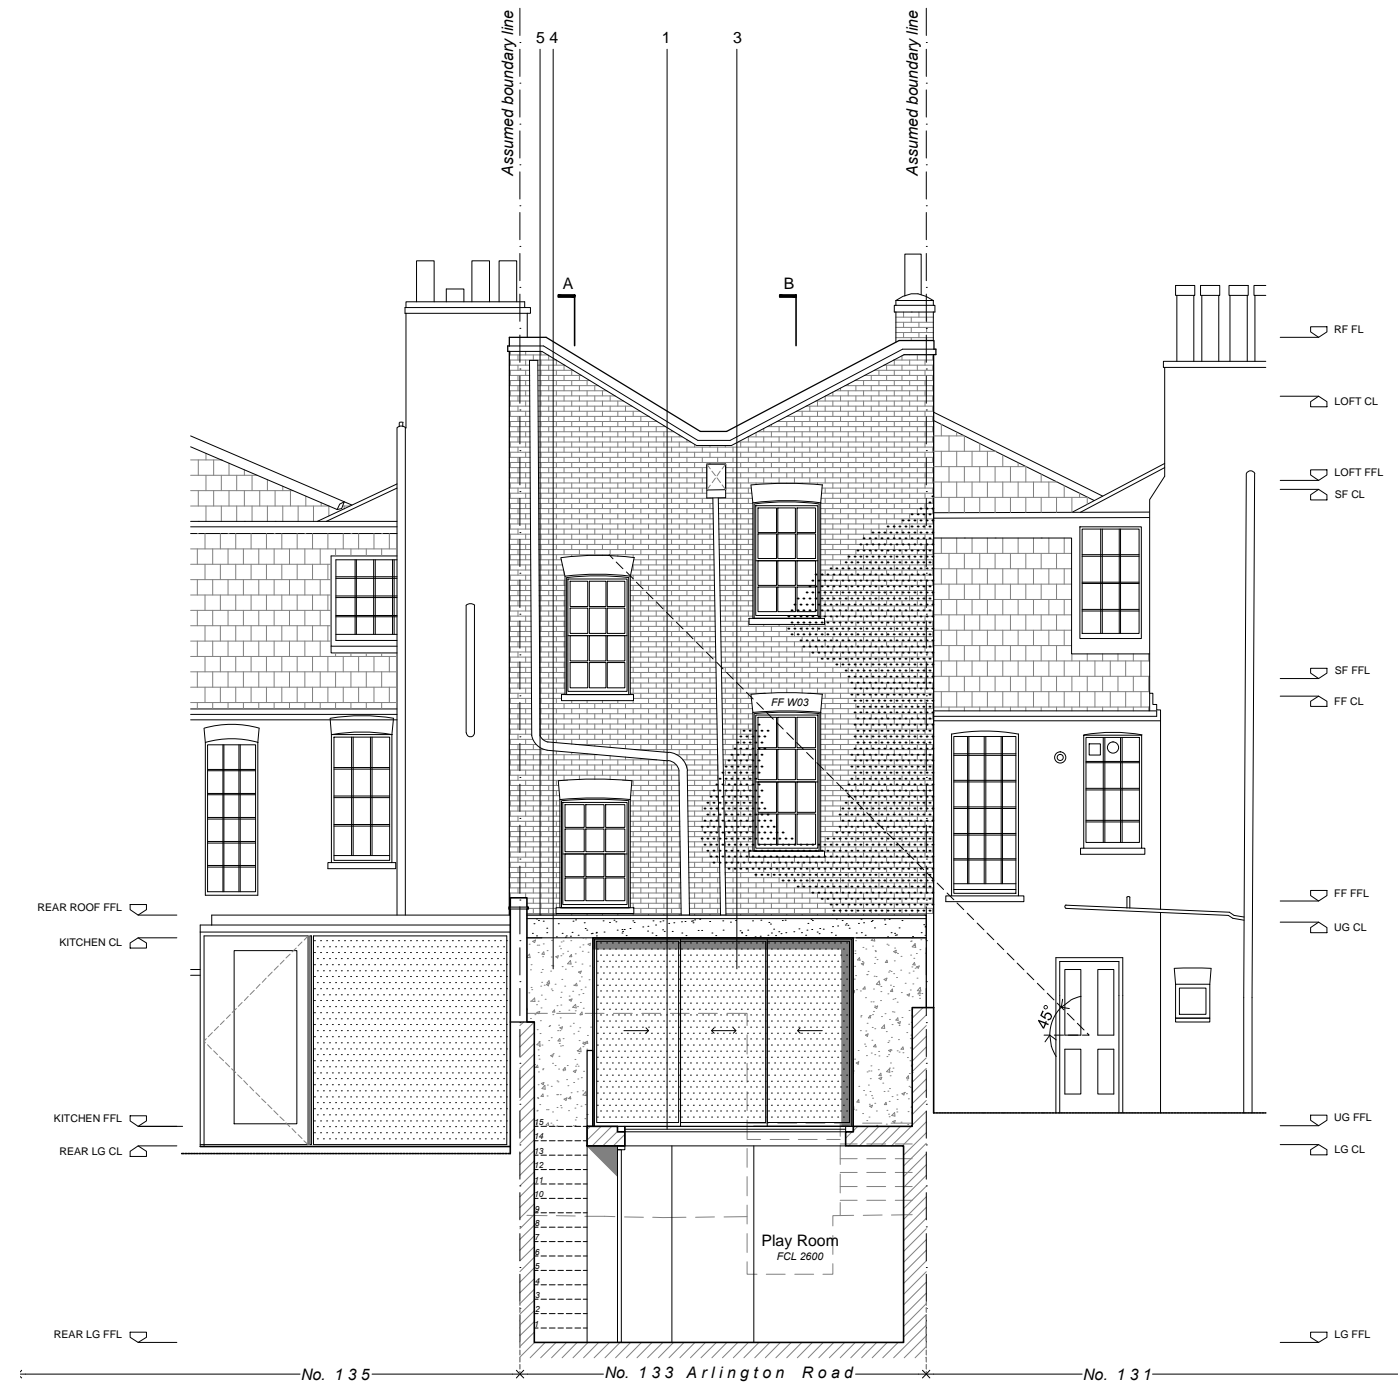 Assumed boundary line
5 4
1
3
Assumed boundary line
A
B
RF FL
LOFT CL
LOFT FFL
SF CL
SF FFL
FF CL
FF W03
FF FFL
REAR ROOF FFL
UG CL
KITCHEN CL
45°
KITCHEN FFL
UG FFL
REAR LG CL
LG CL
15
14
13
12
11
10
9
8
7
6
5
4
3
2
1
Play Room
FCL 2600
REAR LG FFL
LG FFL
No. 135
No. 133 Arlington Road
No. 131